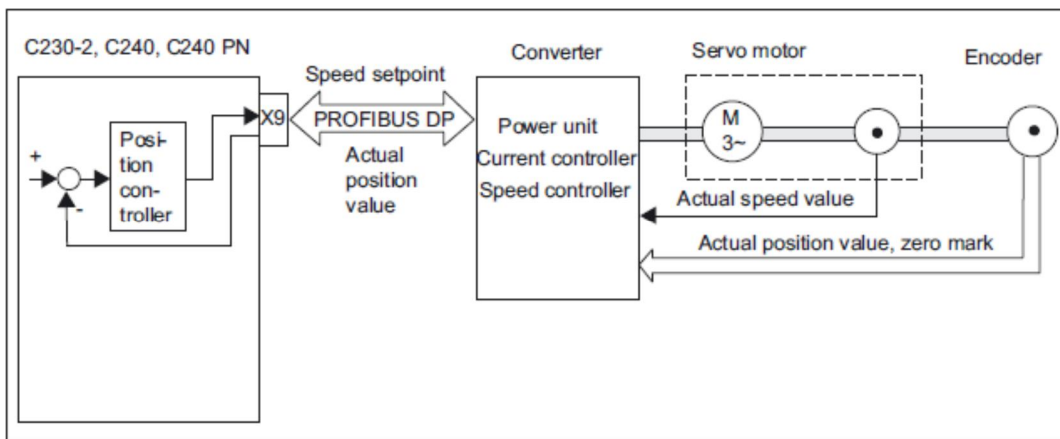 C230-2, C240, C240 PN
+
-
Posi-
tion
con-
troller
X9
Speed setpoint
PROFIBUS DP
Actual
position
value
Converter
Power unit
Current controller
Speed controller
Servo motor
M
3~
Encoder
Actual speed value
Actual position value, zero mark